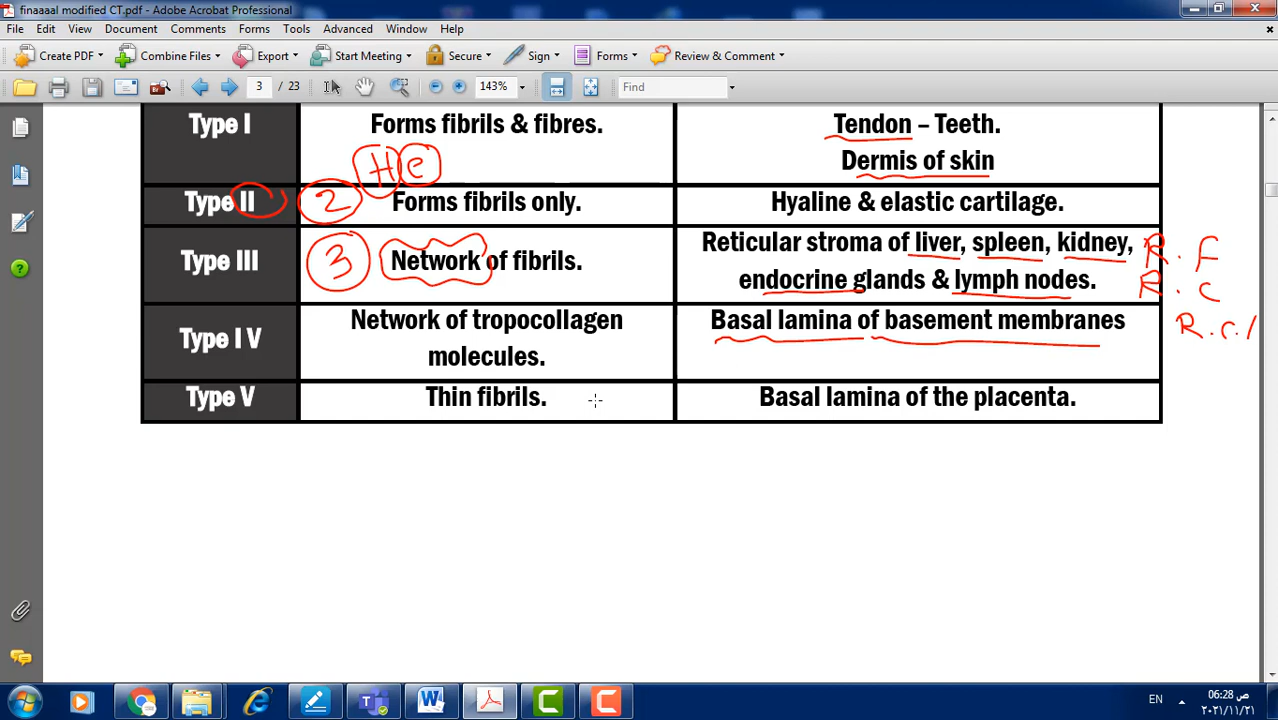 finaaaal modified CT.pdf - Adobe Acrobat Professional
File Edit View Document Comments Forms Tools Advanced Window Help
Create PDF Combine Files Export Start Meeting Secure Sign Forms Review & Comment
3 / 23 143% Find
Type I Forms fibrils & fibres. Tendon – Teeth.
Dermis of skin
H e
Type II 2 Forms fibrils only. Hyaline & elastic cartilage.
Type III 3 Network of fibrils. Reticular stroma of liver, spleen, kidney, R. F
endocrine glands & lymph nodes. R. C
Type I V Network of tropocollagen Basal lamina of basement membranes R.C.
molecules.
Type V Thin fibrils. Basal lamina of the placenta.
EN 06:28 ص
٢٠٢١/١١/٢١